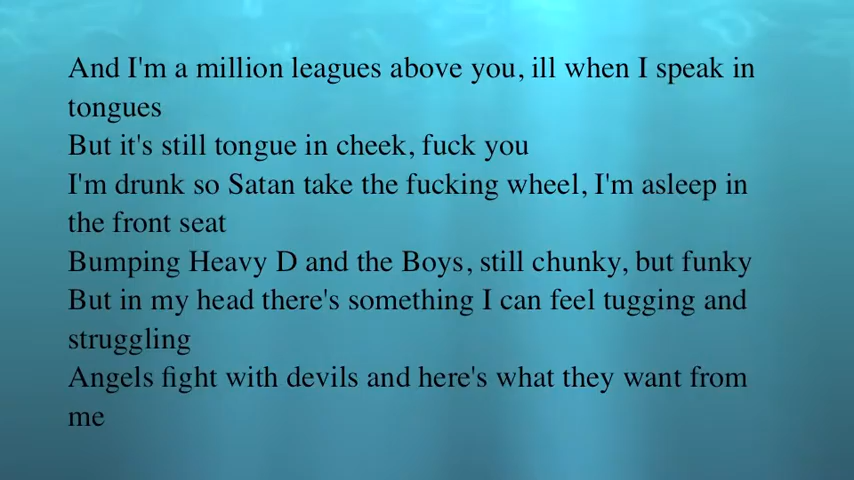 And I'm a million leagues above you, ill when I speak in
tongues
But it's still tongue in cheek, fuck you
I'm drunk so Satan take the fucking wheel, I'm asleep in
the front seat
Bumping Heavy D and the Boys, still chunky, but funky
But in my head there's something I can feel tugging and
struggling
Angels fight with devils and here's what they want from
me